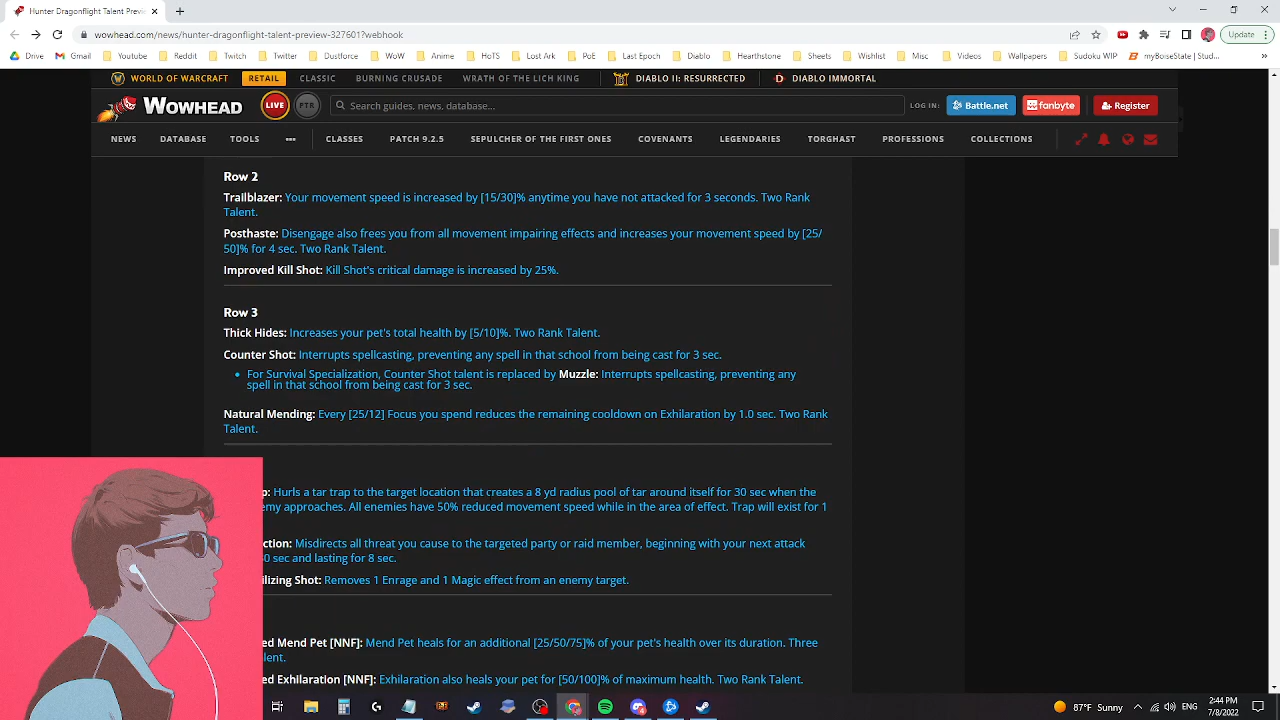 Hunter Dragonflight Talent Pre
wowhead.com/news/hunter-dragonflight-talent-preview-327601?webhook
Update
Drive Gmail Youtube Reddit Twitch Twitter Dustforce WoW Anime HoTS Lost Ark PoE Last Epoch Diablo Hearthstone Sheets Wishlist Misc Videos Wallpapers Sudoku WIP myBoiseState | Stud...
WORLD OF WARCRAFT RETAIL CLASSIC BURNING CRUSADE WRATH OF THE LICH KING DIABLO II: RESURRECTED DIABLO IMMORTAL
WOWHEAD LIVE PTR Search guides, news, database... LOG IN: Battle.net fanbyte Register
NEWS DATABASE TOOLS ••• CLASSES PATCH 9.2.5 SEPULCHER OF THE FIRST ONES COVENANTS LEGENDARIES TORGHAST PROFESSIONS COLLECTIONS
Row 2
Trailblazer: Your movement speed is increased by [15/30]% anytime you have not attacked for 3 seconds. Two Rank
Talent.
Posthaste: Disengage also frees you from all movement impairing effects and increases your movement speed by [25/
50]% for 4 sec. Two Rank Talent.
Improved Kill Shot: Kill Shot's critical damage is increased by 25%.
Row 3
Thick Hides: Increases your pet's total health by [5/10]%. Two Rank Talent.
Counter Shot: Interrupts spellcasting, preventing any spell in that school from being cast for 3 sec.
• For Survival Specialization, Counter Shot talent is replaced by Muzzle: Interrupts spellcasting, preventing any
spell in that school from being cast for 3 sec.
Natural Mending: Every [25/12] Focus you spend reduces the remaining cooldown on Exhilaration by 1.0 sec. Two Rank
Talent.
p: Hurls a tar trap to the target location that creates a 8 yd radius pool of tar around itself for 30 sec when the
emy approaches. All enemies have 50% reduced movement speed while in the area of effect. Trap will exist for 1
ction: Misdirects all threat you cause to the targeted party or raid member, beginning with your next attack
30 sec and lasting for 8 sec.
ilizing Shot: Removes 1 Enrage and 1 Magic effect from an enemy target.
ed Mend Pet [NNF]: Mend Pet heals for an additional [25/50/75]% of your pet's health over its duration. Three
lent.
ed Exhilaration [NNF]: Exhilaration also heals your pet for [50/100]% of maximum health. Two Rank Talent.
87°F Sunny
2:44 PM
7/8/2022